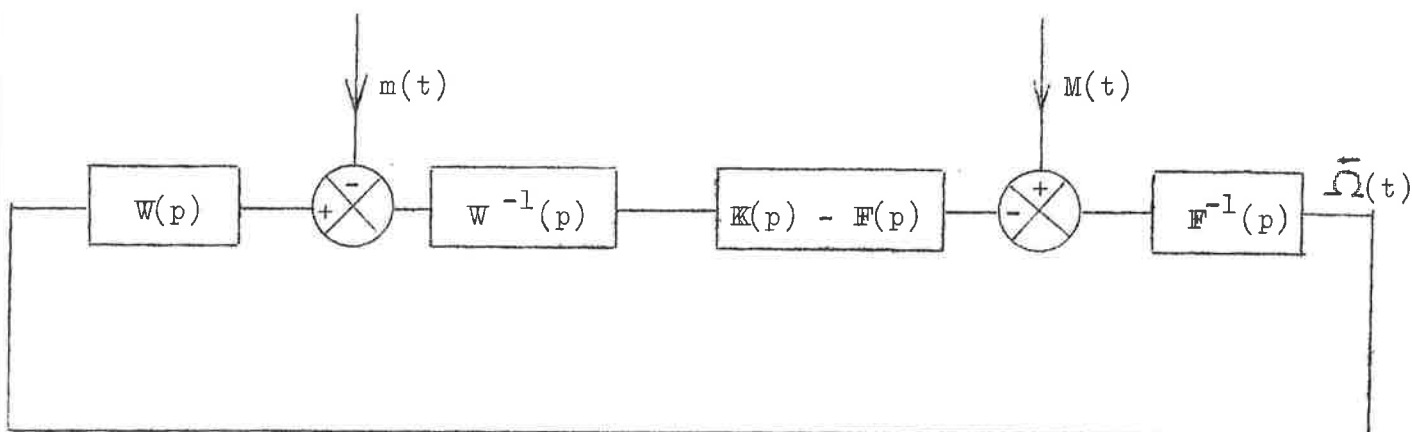 m(t)
M(t)
Ω̄(t)
W(p)
-
+
W⁻¹(p)
K(p) - F(p)
-
+
F⁻¹(p)